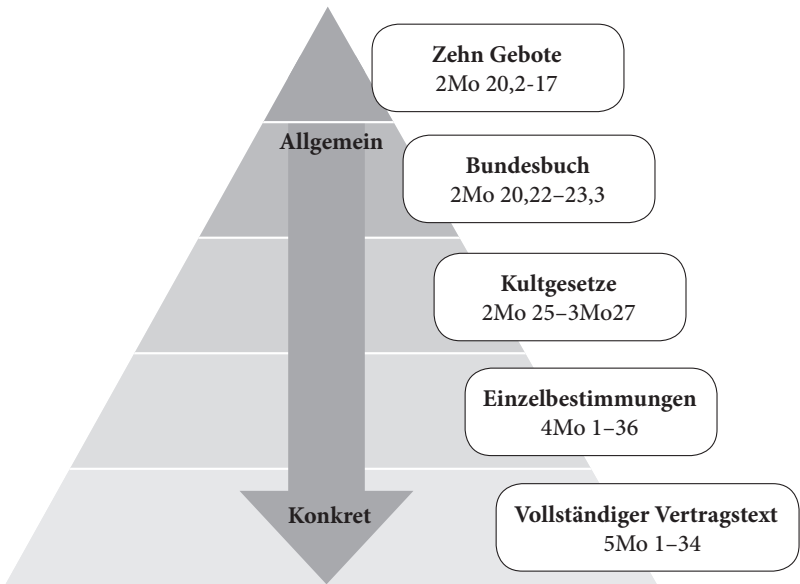 Zehn Gebote
2Mo 20,2-17
Allgemein
Bundesbuch
2Mo 20,22–23,3
Kultgesetze
2Mo 25–3Mo27
Einzelbestimmungen
4Mo 1–36
Konkret
Vollständiger Vertragstext
5Mo 1–34